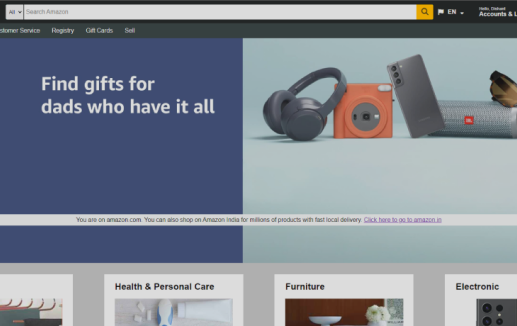 All
Search Amazon
EN
Hello,
Accounts & L
stomer Service Registry Gift Cards Sell
Find gifts for
dads who have it all
JBL
You are on amazon.com. You can also shop on Amazon India for millions of products with fast local delivery. Click here to go to amazon.in
Health & Personal Care
Furniture
Electronic